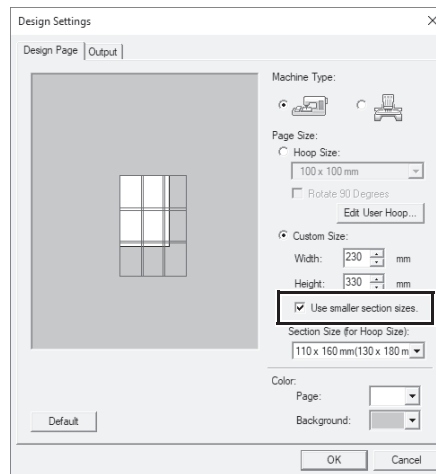 Design Settings
Design Page
Output
Machine Type:
Page Size:
Hoop Size:
100 x 100 mm
Rotate 90 Degrees
Edit User Hoop...
Custom Size:
Width: 230 mm
Height: 330 mm
Use smaller section sizes.
Section Size (for Hoop Size):
110 x 160 mm(130 x 180 m
Color:
Page:
Background:
Default
OK Cancel